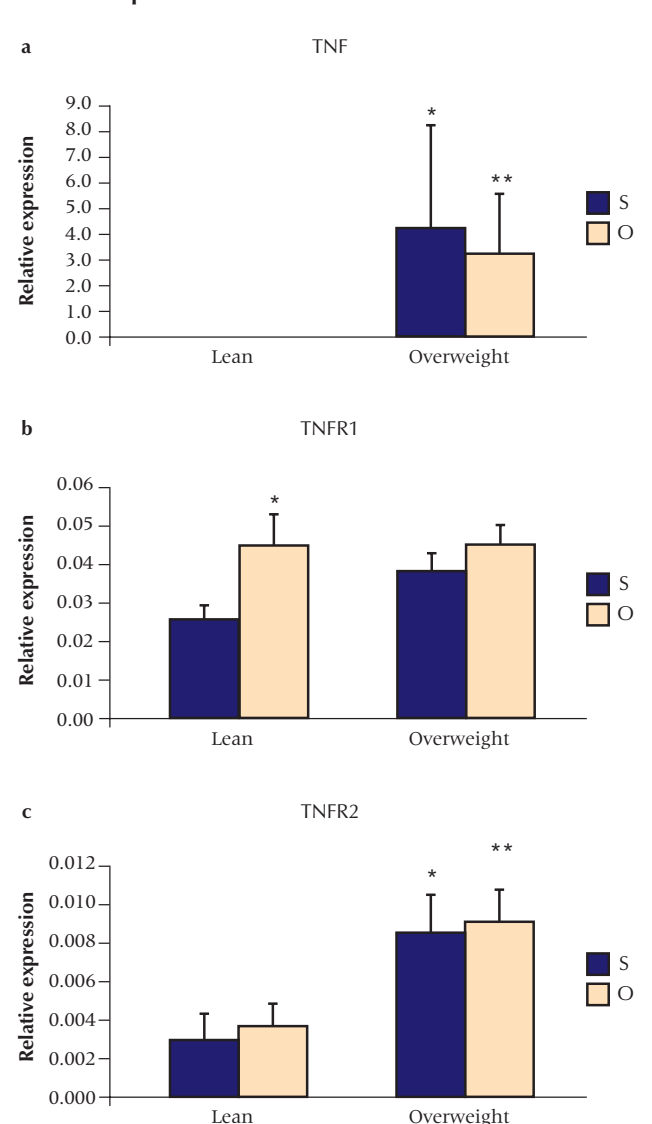 a
TNF
Relative expression
9.0
8.0
7.0
6.0
5.0
4.0
3.0
2.0
1.0
0.0
*
**
S
O
Lean Overweight
b
TNFR1
Relative expression
0.06
0.05
0.04
0.03
0.02
0.01
0.00
*
S
O
Lean Overweight
c
TNFR2
Relative expression
0.012
0.010
0.008
0.006
0.004
0.002
0.000
*
**
S
O
Lean Overweight